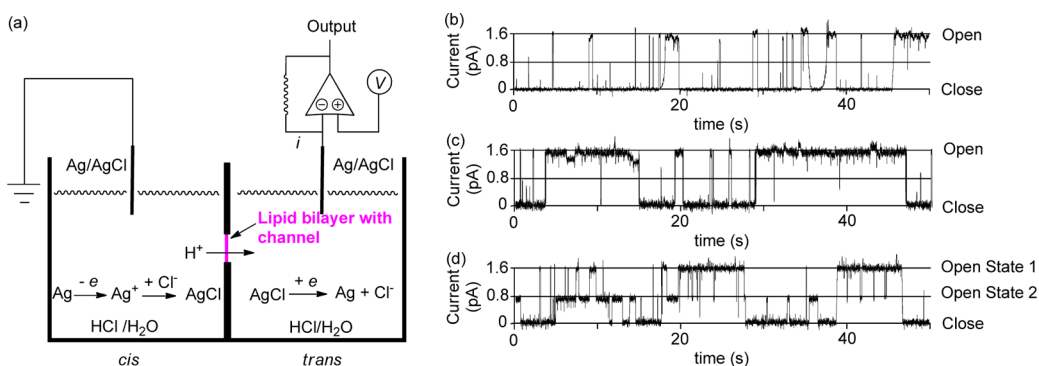 (a)
Output
V
⊖ ⊕
i
Ag/AgCl
Ag/AgCl
Lipid bilayer with
channel
H⁺
- e + Cl⁻
Ag Ag⁺ AgCl
HCl /H₂O
+ e
AgCl Ag + Cl⁻
HCl/H₂O
cis
trans
(b)
Current
(pA)
1.6
0.8
0
Open
Close
0 20 40
time (s)
(c)
Current
(pA)
1.6
0.8
0
Open
Close
0 20 40
time (s)
(d)
Current
(pA)
1.6
0.8
0
Open State 1
Open State 2
Close
0 20 40
time (s)